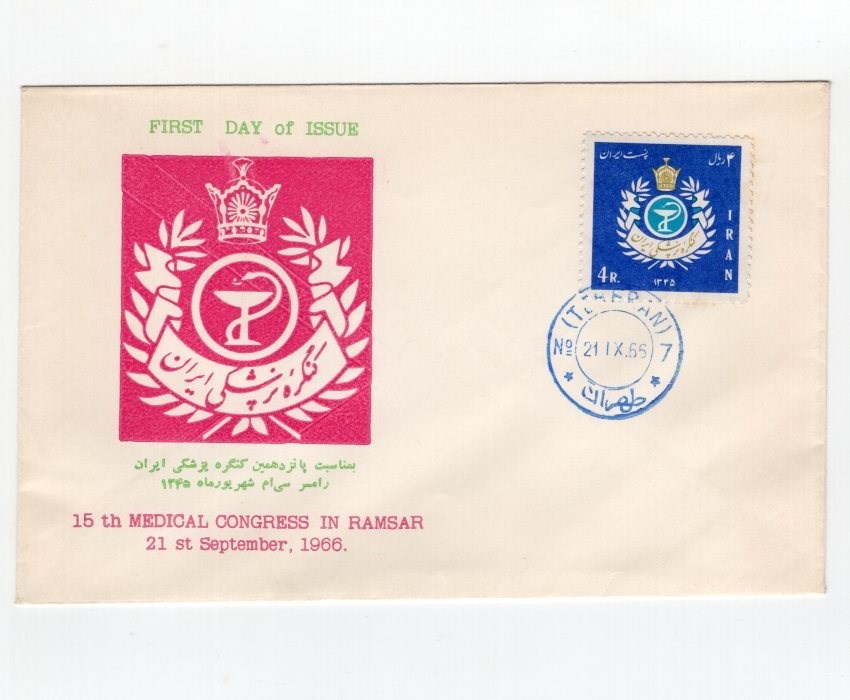 FIRST DAY of ISSUE
کنگره پزشکی ایران
بمناسبت پانزدهمین کنگره پزشکی ایران
رامسر سی‌ام شهریورماه ۱۳۴۵
15 th MEDICAL CONGRESS IN RAMSAR
21 st September, 1966.
پست ایران
۴ ریال
کنگره پزشکی ایران
IRAN
4 R.
۱۳۴۵
(TEHERAN)
No 21 IX.66 7
طهران